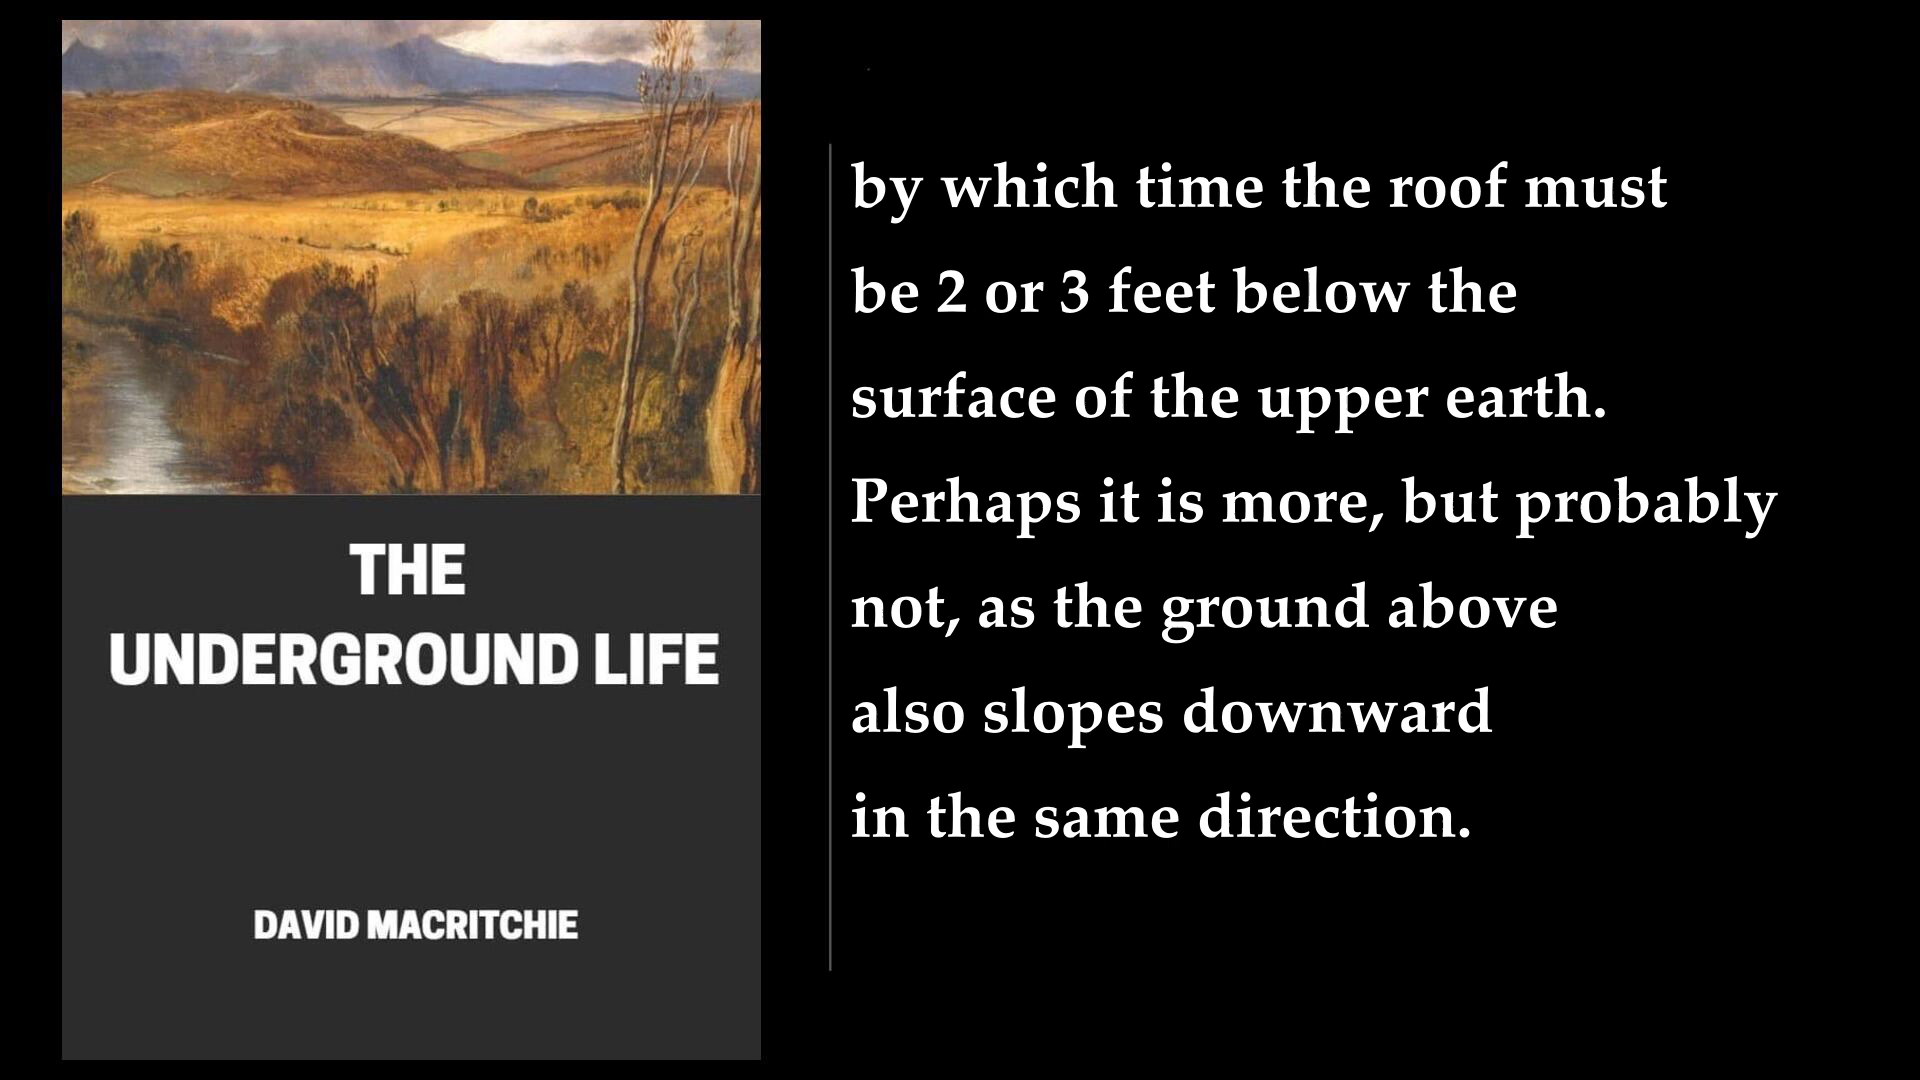 THE
UNDERGROUND LIFE
DAVID MACRITCHIE
by which time the roof must
be 2 or 3 feet below the
surface of the upper earth.
Perhaps it is more, but probably
not, as the ground above
also slopes downward
in the same direction.